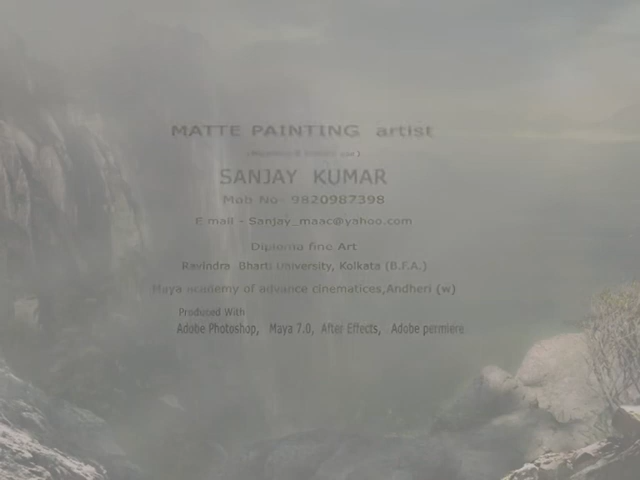 MATTE PAINTING artist
SANJAY KUMAR
Mob No- 9820987398
E mail - Sanjay_maac@yahoo.com
Diploma fine Art
Ravindra Bharti University, Kolkata (B.F.A.)
Maya academy of advance cinematices,Andheri (w)
Produced With
Adobe Photoshop, Maya 7.0, After Effects, Adobe permiere